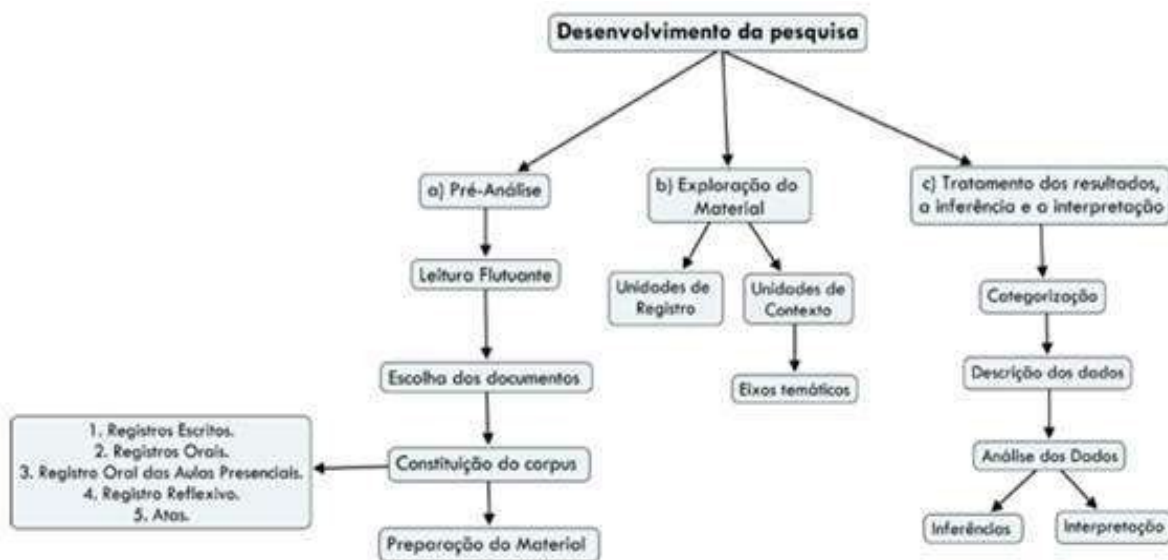 Desenvolvimento da pesquisa
a) Pré-Análise
Leitura Flutuante
Escolha dos documentos
Constituição do corpus
1. Registros Escritos.
2. Registros Orais.
3. Registro Oral das Aulas Presenciais.
4. Registro Reflexivo.
5. Atas.
Preparação do Material
b) Exploração do
Material
Unidades de
Registro
Unidades de
Contexto
Eixos temáticos
c) Tratamento dos resultados,
a inferência e a interpretação
Categorização
Descrição dos dados
Análise dos Dados
Inferências
Interpretação